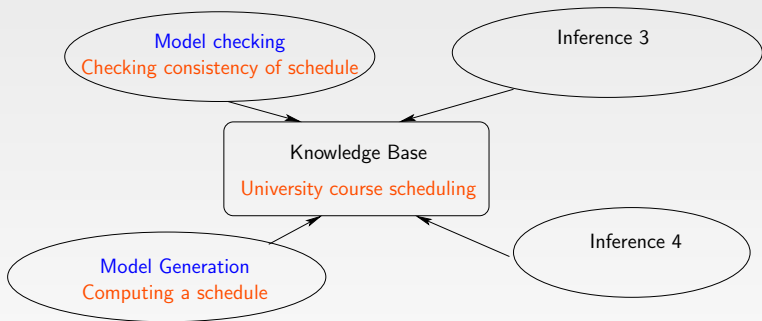 Model checking
Checking consistency of schedule
Inference 3
Knowledge Base
University course scheduling
Model Generation
Computing a schedule
Inference 4